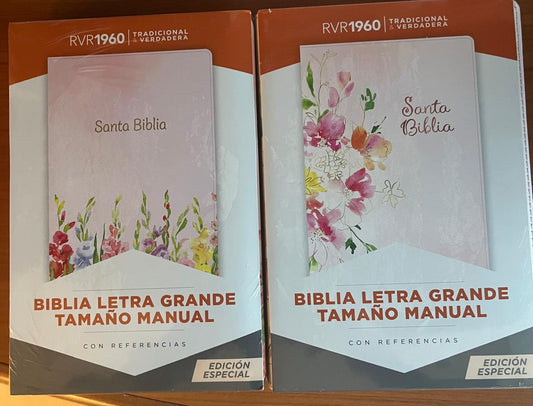 RVR1960 TRADICIONAL & VERDADERA
Santa Biblia
BIBLIA LETRA GRANDE
TAMAÑO MANUAL
CON REFERENCIAS
EDICIÓN
ESPECIAL
RVR1960 TRADICIONAL & VERDADERA
Santa
Biblia
BIBLIA LETRA GRANDE
TAMAÑO MANUAL
CON REFERENCIAS
EDICIÓN
ESPECIAL